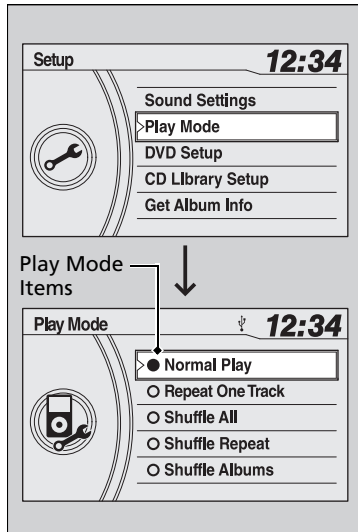 Setup
12:34
Sound Settings
Play Mode
DVD Setup
CD LIbrary Setup
Get Album Info
Play Mode
Items
Play Mode
12:34
Normal Play
Repeat One Track
Shuffle All
Shuffle Repeat
Shuffle Albums